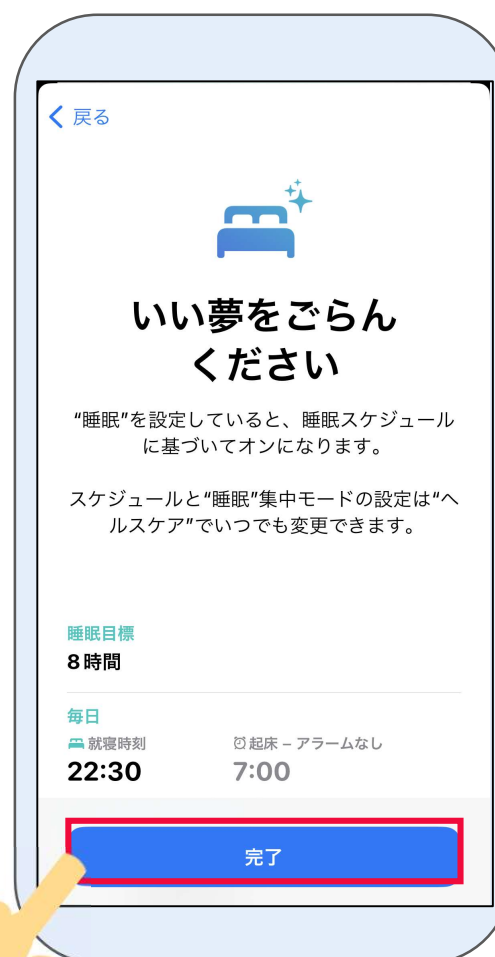 戻る
いい夢をごらん
ください
“睡眠”を設定していると、睡眠スケジュール
に基づいてオンになります。
スケジュールと“睡眠”集中モードの設定は“ヘ
ルスケア”でいつでも変更できます。
睡眠目標
8時間
毎日
就寝時刻 起床 – アラームなし
22:30 7:00
完了